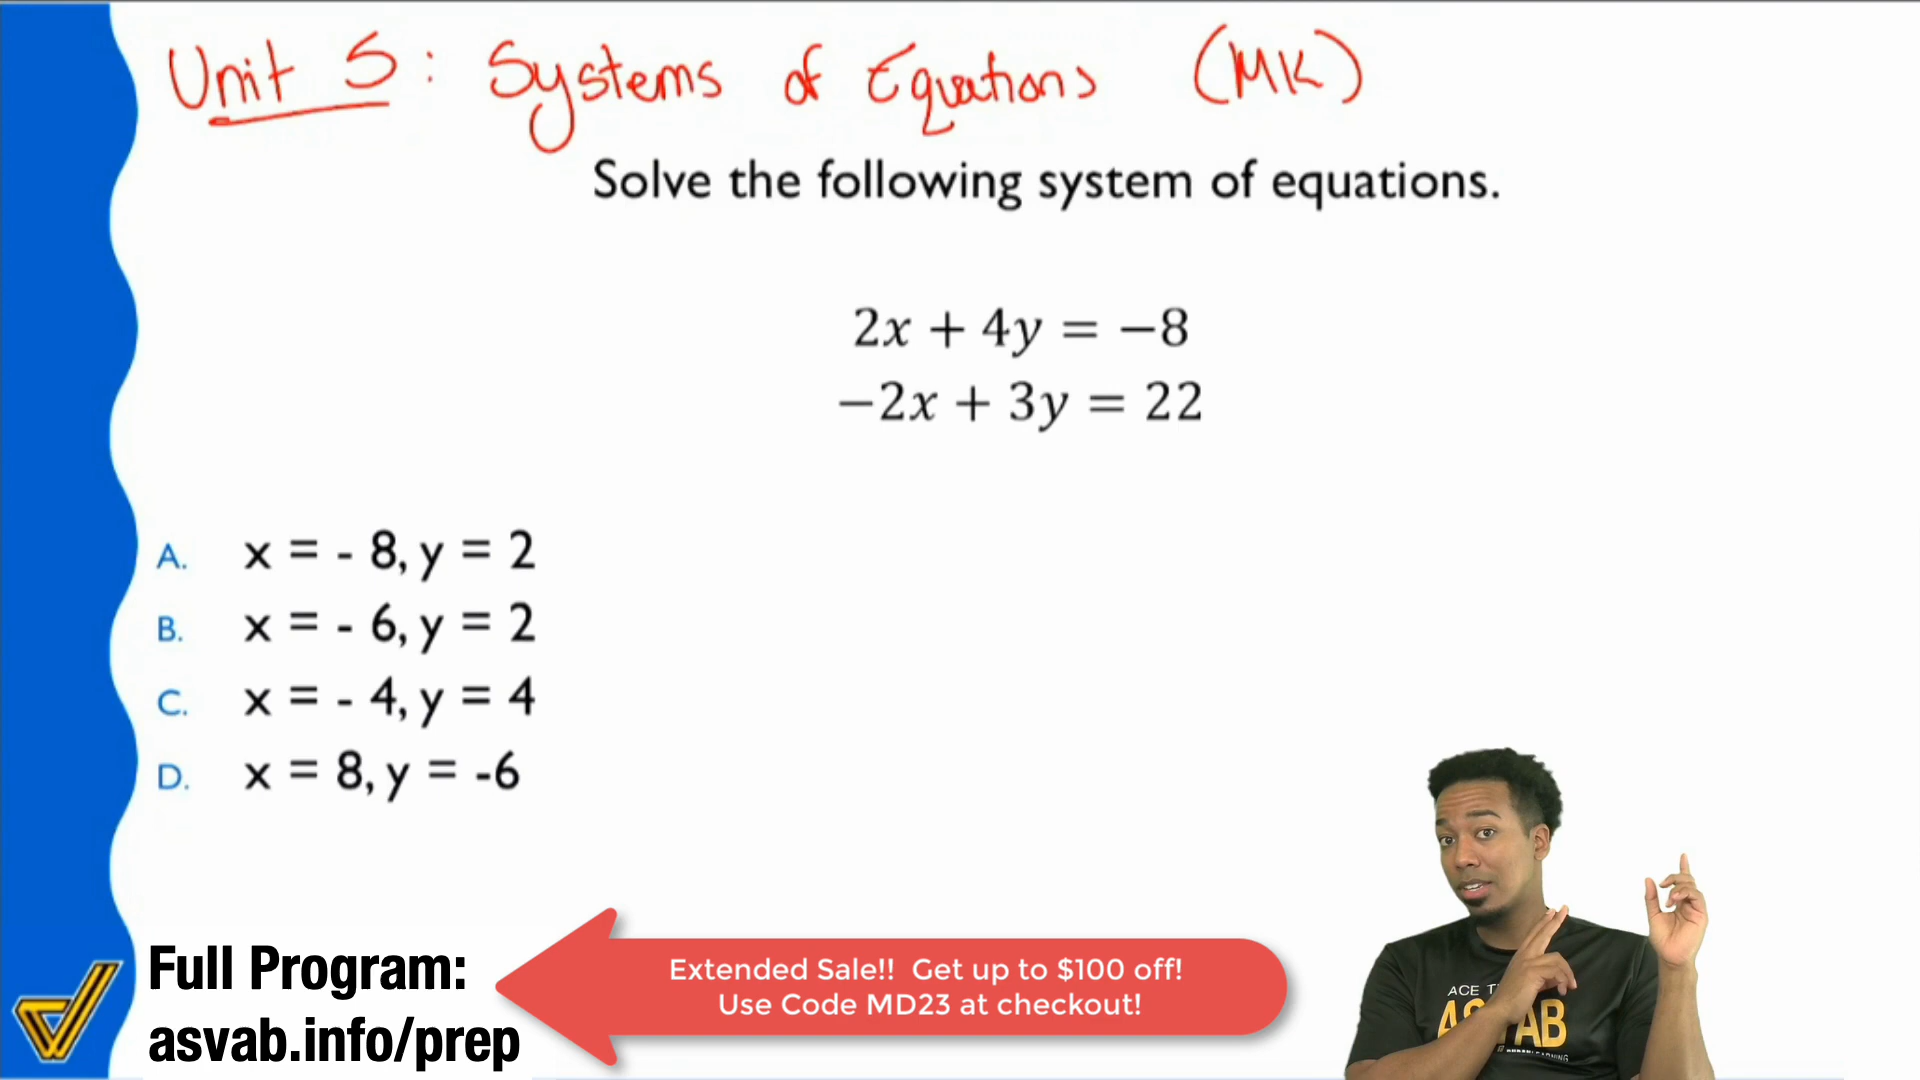 Unit 5: Systems of Equations (MK)
Solve the following system of equations.
2x + 4y = −8
−2x + 3y = 22
A. x = - 8, y = 2
B. x = - 6, y = 2
C. x = - 4, y = 4
D. x = 8, y = -6
Full Program:
asvab.info/prep
Extended Sale!! Get up to $100 off!
Use Code MD23 at checkout!
ACE